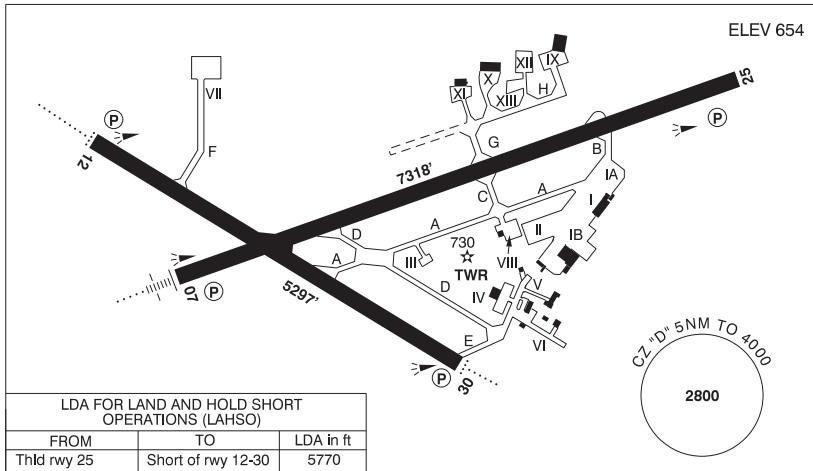 ELEV 654
VII
XI
X
XII
IX
XIII
H
25
P
P
12
F
G
B
7318'
IA
C
A
I
A
D
II
IB
730
TWR
A
III
VIII
D
IV
V
07
P
5297'
VI
E
P
30
CZ "D" 5NM TO 4000
2800
LDA FOR LAND AND HOLD SHORT
OPERATIONS (LAHSO)
FROM TO LDA in ft
Thld rwy 25 Short of rwy 12-30 5770